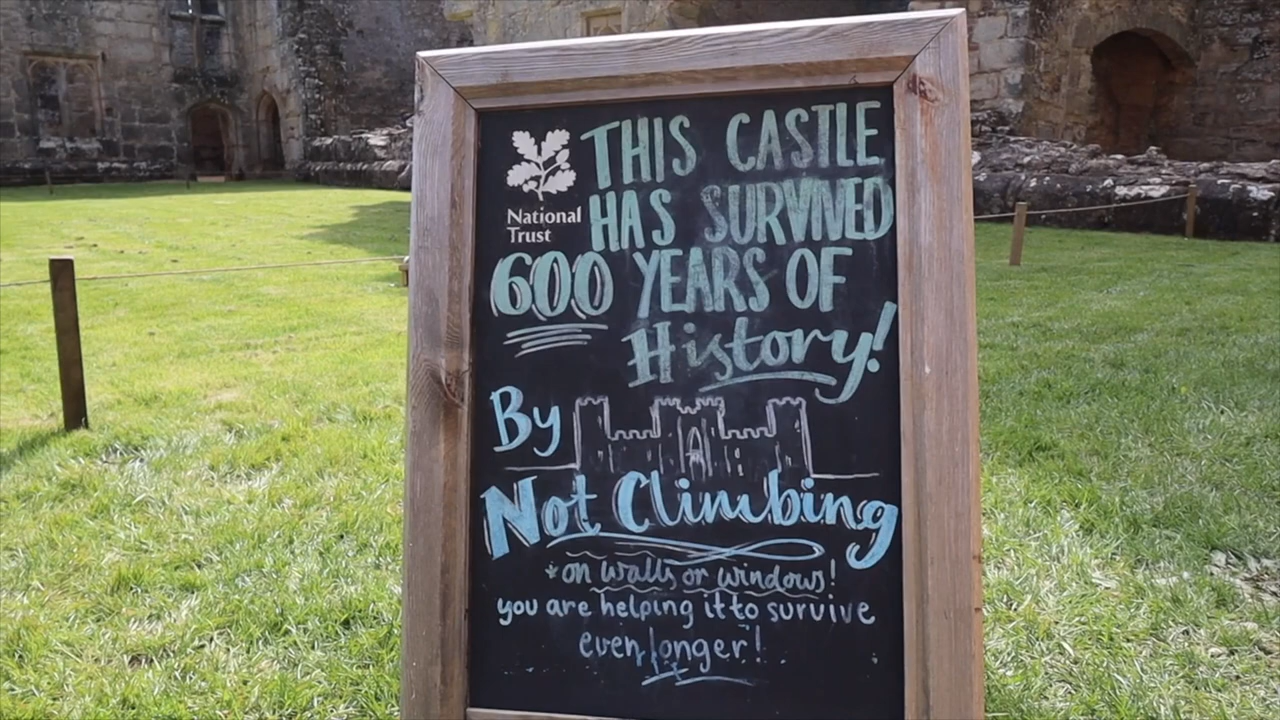 National
Trust
THIS CASTLE
HAS SURVIVED
600 YEARS OF
History!
By
Not Climbing
*on walls or windows!
you are helping it to survive
even longer!